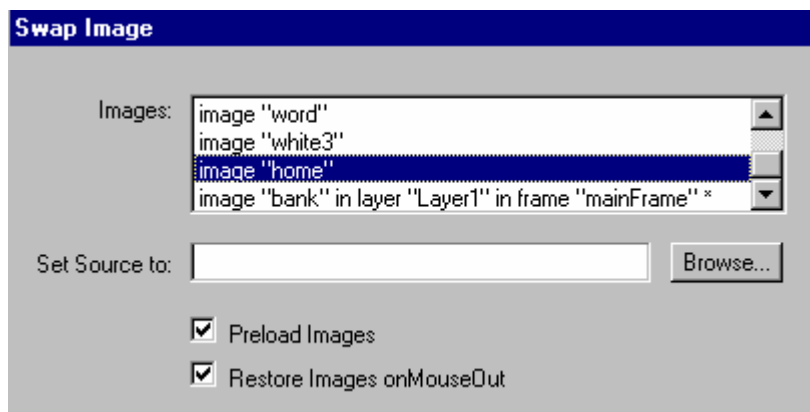 Swap Image
Images:
image "word"
image "white3"
image "home"
image "bank" in layer "Layer1" in frame "mainFrame" *
Set Source to:
Browse...
Preload Images
Restore Images onMouseOut